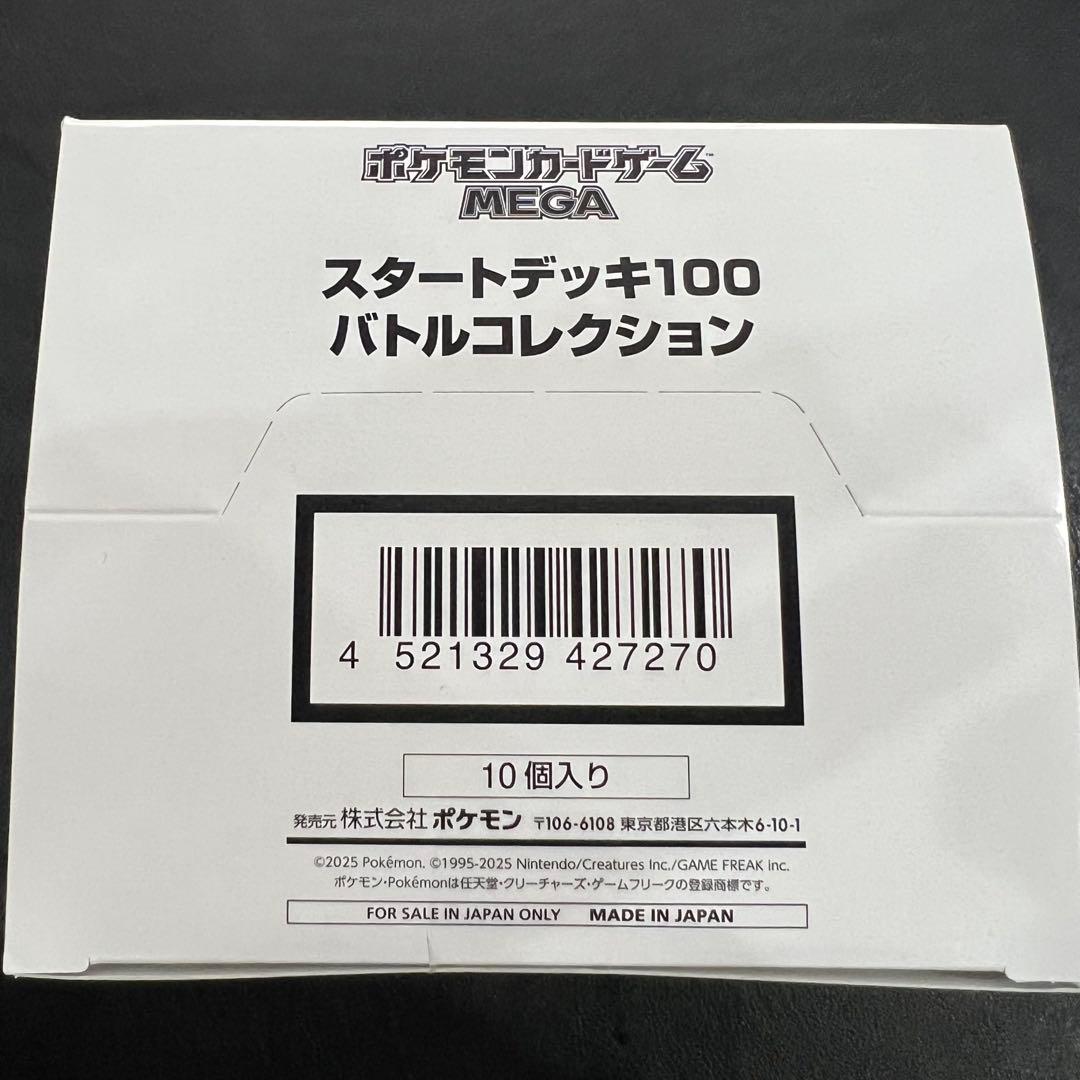 ポケモンカードゲーム™
MEGA
スタートデッキ100
バトルコレクション
4 521329 427270
10個入り
発売元 株式会社 ポケモン 〒106-6108 東京都港区六本木6-10-1
©2025 Pokémon. ©1995-2025 Nintendo/Creatures Inc./GAME FREAK inc.
ポケモン・Pokémonは任天堂・クリーチャーズ・ゲームフリークの登録商標です。
FOR SALE IN JAPAN ONLY MADE IN JAPAN